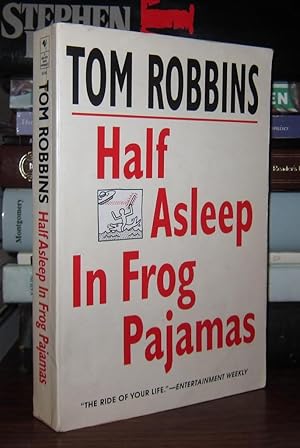 STEPHEN
TOM ROBBINS
Half
Asleep
In Frog
Pajamas
"THE RIDE OF YOUR LIFE."—ENTERTAINMENT WEEKLY
TOM ROBBINS Half Asleep In Frog Pajamas
Montgomery